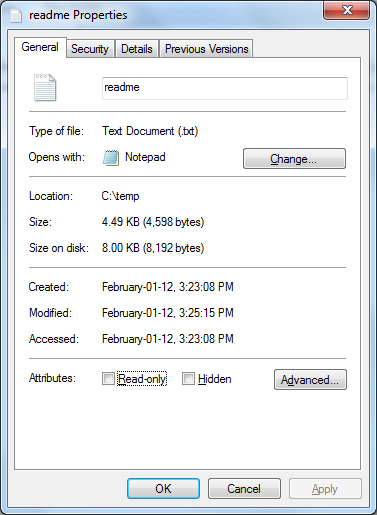 readme Properties
General Security Details Previous Versions
readme
Type of file: Text Document (.txt)
Opens with: Notepad Change...
Location: C:\temp
Size: 4.49 KB (4,598 bytes)
Size on disk: 8.00 KB (8,192 bytes)
Created: February-01-12, 3:23:08 PM
Modified: February-01-12, 3:25:15 PM
Accessed: February-01-12, 3:23:08 PM
Attributes: Read-only Hidden Advanced...
OK Cancel Apply